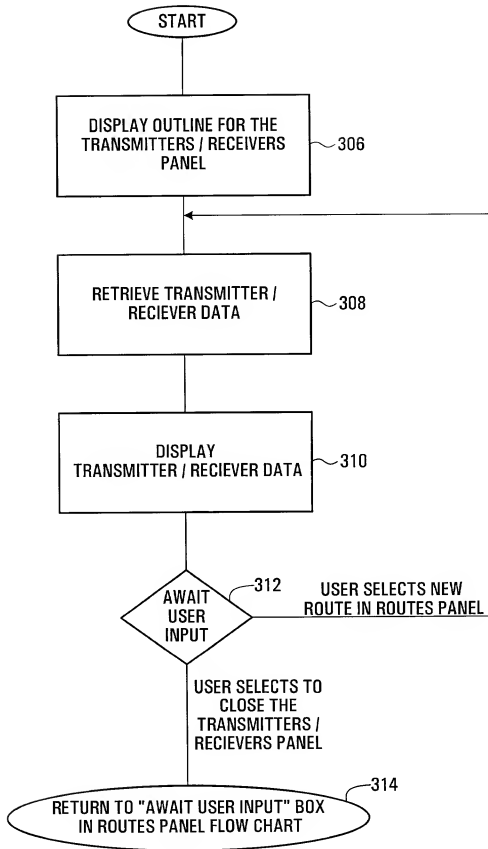 START
DISPLAY OUTLINE FOR THE
TRANSMITTERS / RECEIVERS
PANEL
306
RETRIEVE TRANSMITTER /
RECIEVER DATA
308
DISPLAY
TRANSMITTER / RECIEVER DATA
310
312
AWAIT
USER
INPUT
USER SELECTS NEW
ROUTE IN ROUTES PANEL
USER SELECTS TO
CLOSE THE
TRANSMITTERS /
RECIEVERS PANEL
314
RETURN TO "AWAIT USER INPUT" BOX
IN ROUTES PANEL FLOW CHART